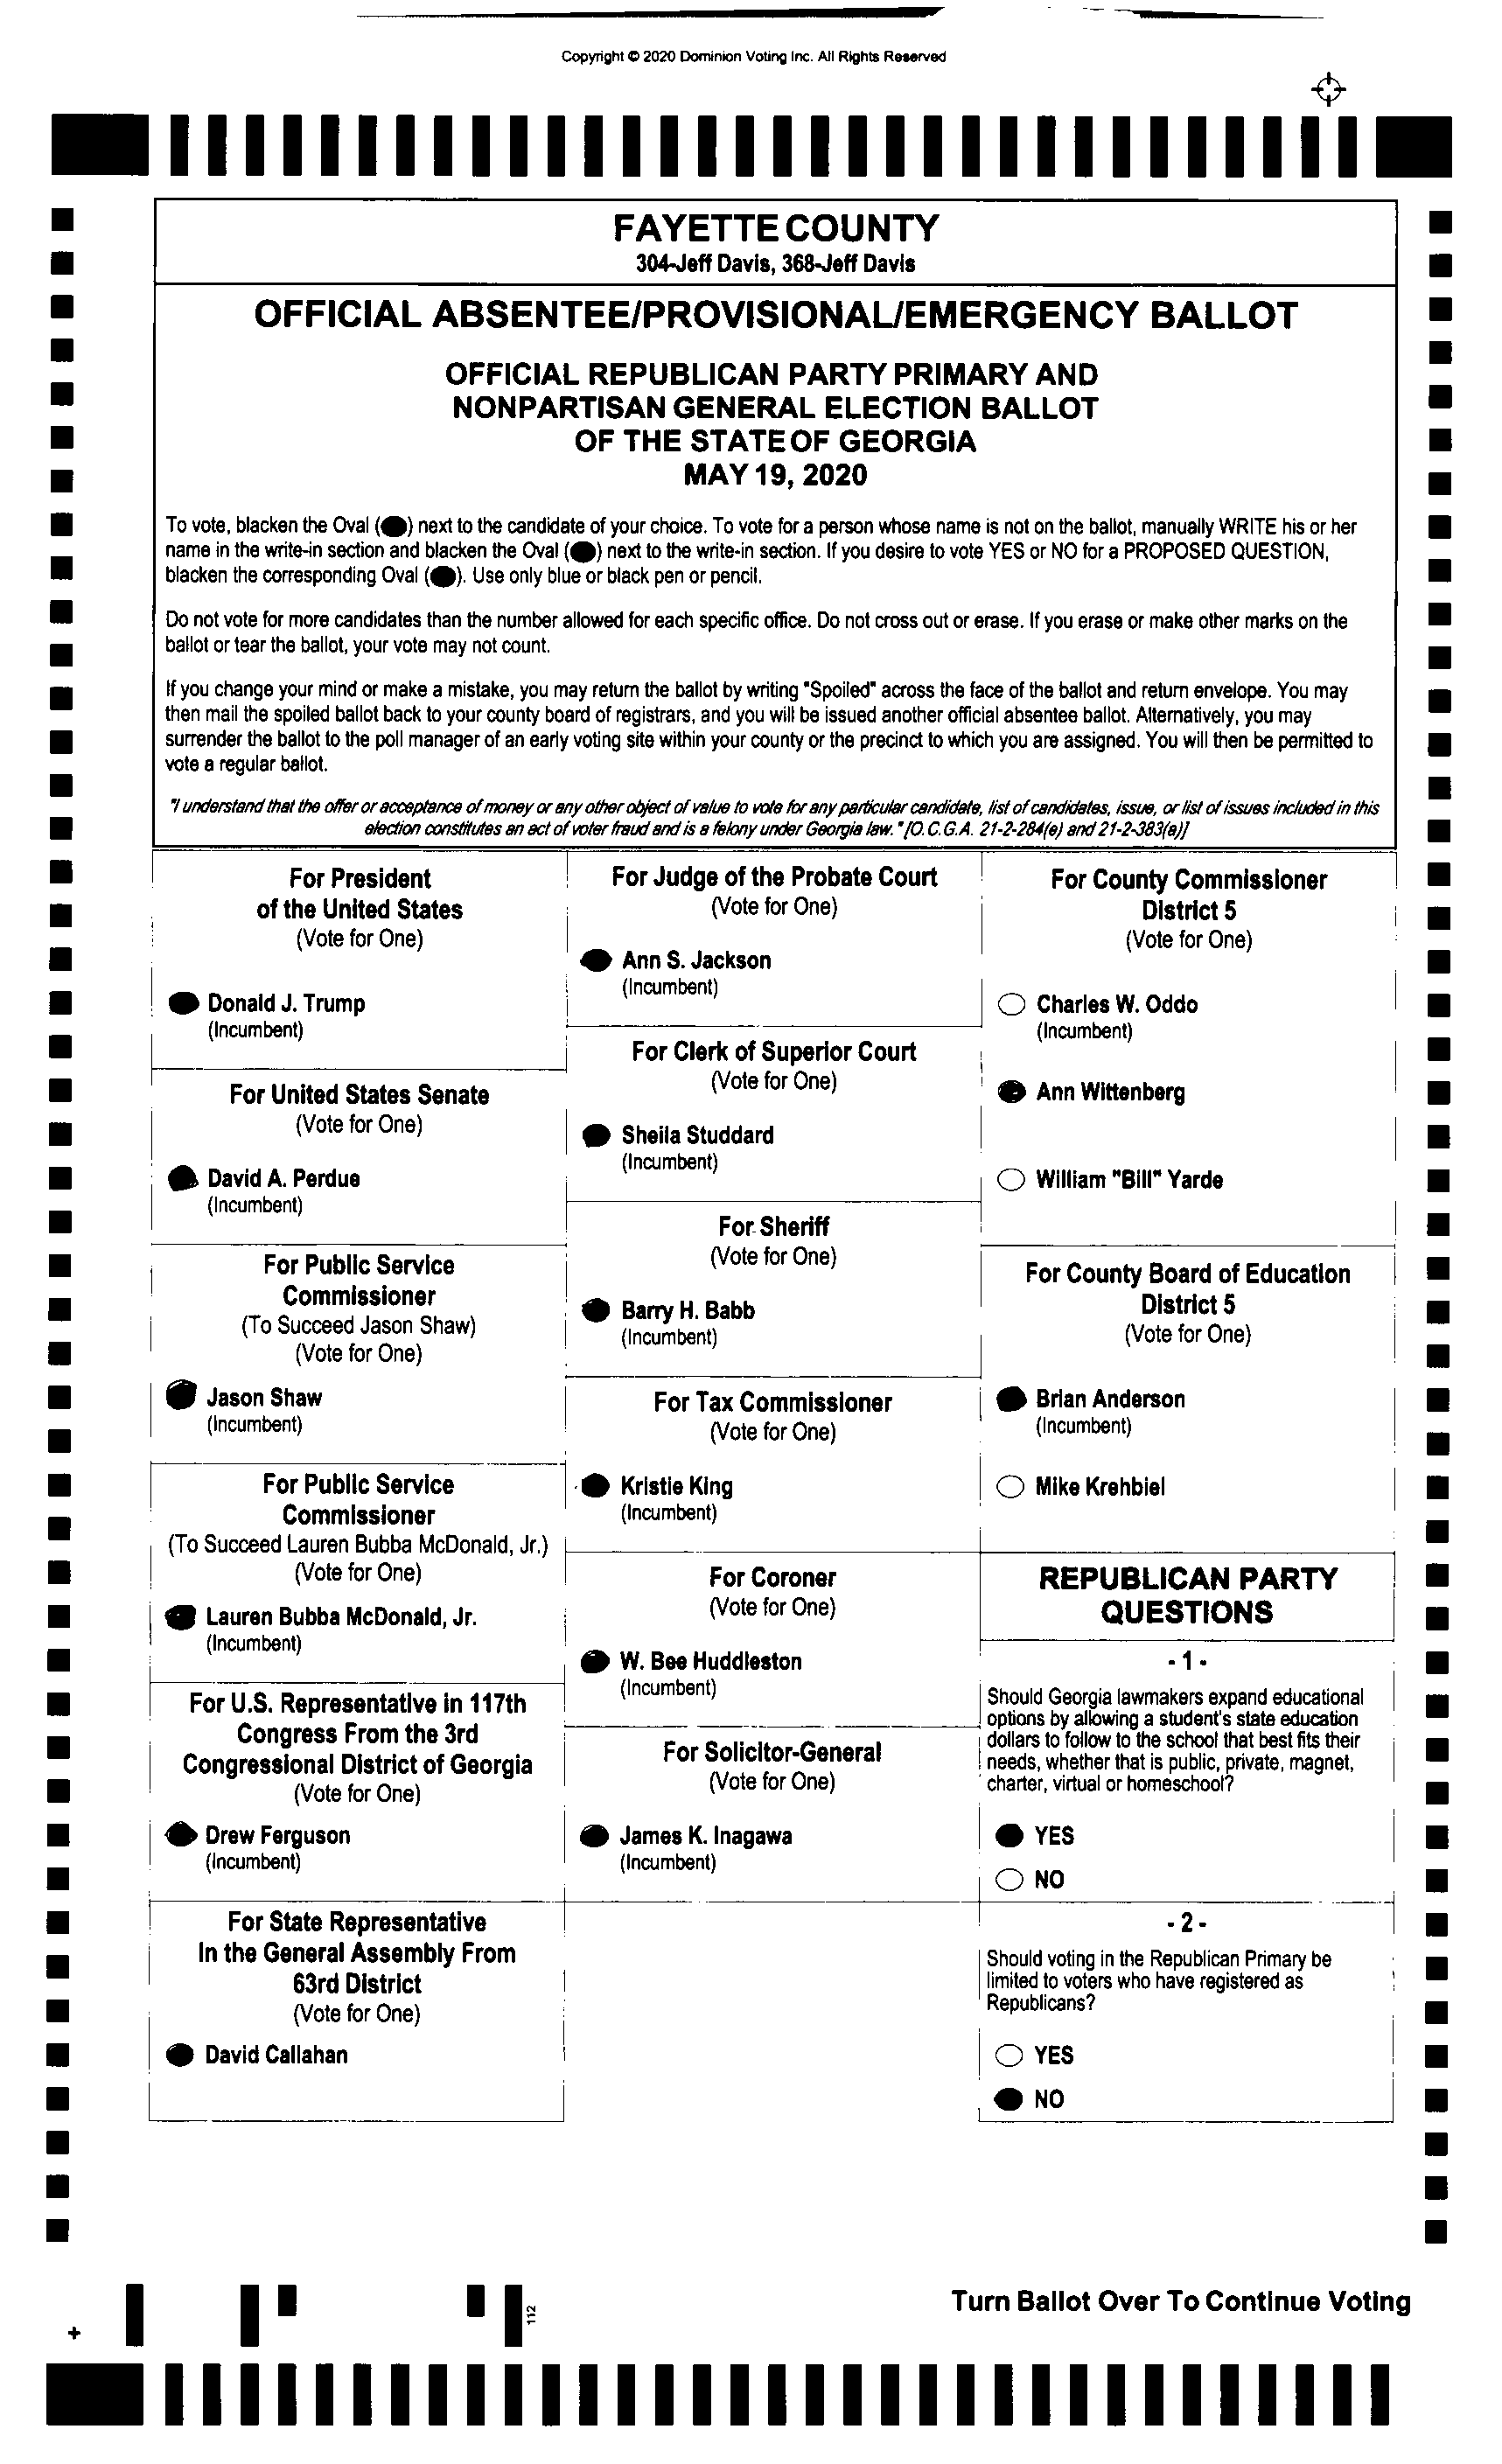 Copyright © 2020 Dominion Voting Inc. All Rights Reserved
FAYETTE COUNTY
304-Jeff Davis, 368-Jeff Davis
OFFICIAL ABSENTEE/PROVISIONAL/EMERGENCY BALLOT
OFFICIAL REPUBLICAN PARTY PRIMARY AND
NONPARTISAN GENERAL ELECTION BALLOT
OF THE STATE OF GEORGIA
MAY 19, 2020
To vote, blacken the Oval ( ) next to the candidate of your choice. To vote for a person whose name is not on the ballot, manually WRITE his or her
name in the write-in section and blacken the Oval ( ) next to the write-in section. If you desire to vote YES or NO for a PROPOSED QUESTION,
blacken the corresponding Oval ( ). Use only blue or black pen or pencil.
Do not vote for more candidates than the number allowed for each specific office. Do not cross out or erase. If you erase or make other marks on the
ballot or tear the ballot, your vote may not count.
If you change your mind or make a mistake, you may return the ballot by writing "Spoiled" across the face of the ballot and return envelope. You may
then mail the spoiled ballot back to your county board of registrars, and you will be issued another official absentee ballot. Alternatively, you may
surrender the ballot to the poll manager of an early voting site within your county or the precinct to which you are assigned. You will then be permitted to
vote a regular ballot.
"I understand that the offer or acceptance of money or any other object of value to vote for any particular candidate, list of candidates, issue, or list of issues included in this
election constitutes an act of voter fraud and is a felony under Georgia law. "[O.C.G.A. 21-2-284(e) and 21-2-383(a)]
For President
of the United States
(Vote for One)
Donald J. Trump
(Incumbent)
For United States Senate
(Vote for One)
David A. Perdue
(Incumbent)
For Public Service
Commissioner
(To Succeed Jason Shaw)
(Vote for One)
Jason Shaw
(Incumbent)
For Public Service
Commissioner
(To Succeed Lauren Bubba McDonald, Jr.)
(Vote for One)
Lauren Bubba McDonald, Jr.
(Incumbent)
For U.S. Representative in 117th
Congress From the 3rd
Congressional District of Georgia
(Vote for One)
Drew Ferguson
(Incumbent)
For State Representative
In the General Assembly From
63rd District
(Vote for One)
David Callahan
For Judge of the Probate Court
(Vote for One)
Ann S. Jackson
(Incumbent)
For Clerk of Superior Court
(Vote for One)
Sheila Studdard
(Incumbent)
For Sheriff
(Vote for One)
Barry H. Babb
(Incumbent)
For Tax Commissioner
(Vote for One)
Kristie King
(Incumbent)
For Coroner
(Vote for One)
W. Bee Huddleston
(Incumbent)
For Solicitor-General
(Vote for One)
James K. Inagawa
(Incumbent)
For County Commissioner
District 5
(Vote for One)
Charles W. Oddo
(Incumbent)
Ann Wittenberg
William "Bill" Yarde
For County Board of Education
District 5
(Vote for One)
Brian Anderson
(Incumbent)
Mike Krehbiel
REPUBLICAN PARTY
QUESTIONS
- 1 -
Should Georgia lawmakers expand educational
options by allowing a student's state education
dollars to follow to the school that best fits their
needs, whether that is public, private, magnet,
charter, virtual or homeschool?
YES
NO
- 2 -
Should voting in the Republican Primary be
limited to voters who have registered as
Republicans?
YES
NO
112
Turn Ballot Over To Continue Voting
+